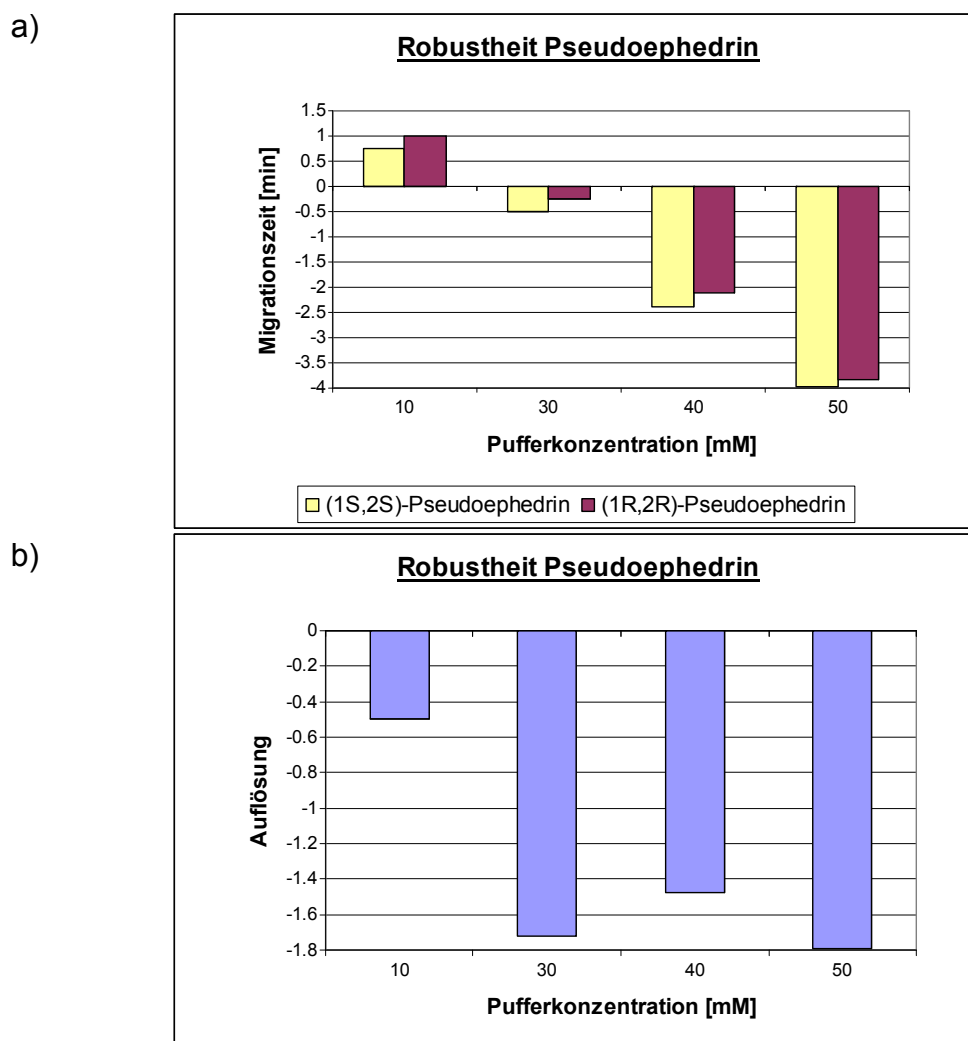 a)
Robustheit Pseudoephedrin
1.5
1
0.5
0
-0.5
-1
-1.5
-2
-2.5
-3
-3.5
-4
Migrationszeit [min]
10 30 40 50
Pufferkonzentration [mM]
(1S,2S)-Pseudoephedrin (1R,2R)-Pseudoephedrin
b)
Robustheit Pseudoephedrin
0
-0.2
-0.4
-0.6
-0.8
-1
-1.2
-1.4
-1.6
-1.8
Auflösung
10 30 40 50
Pufferkonzentration [mM]